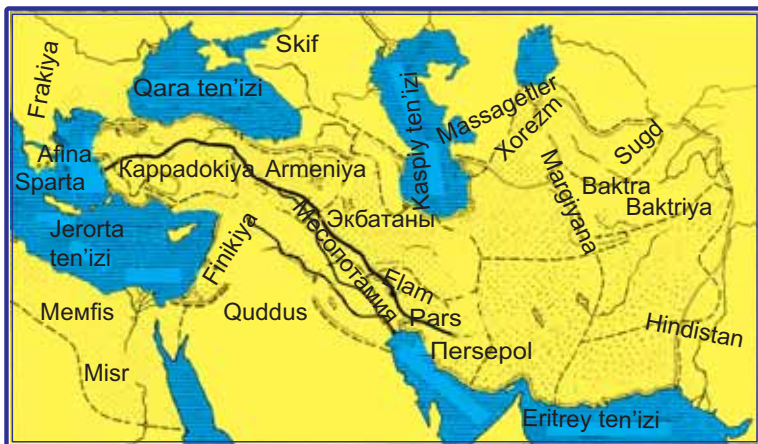 Skif
Frakiya
Qara ten'izi
Kaspiy ten'izi
Massagetler
Xorezm
Sugd
Afina
Sparta
Kappadokiya
Armeniya
Margiyana
Baktra
Baktriya
Экбатаны
Месопотамия
Jerorta
ten'izi
Finikiya
Elam
Мемfis
Quddus
Pars
Пersepol
Hindistan
Misr
Eritrey ten'izi